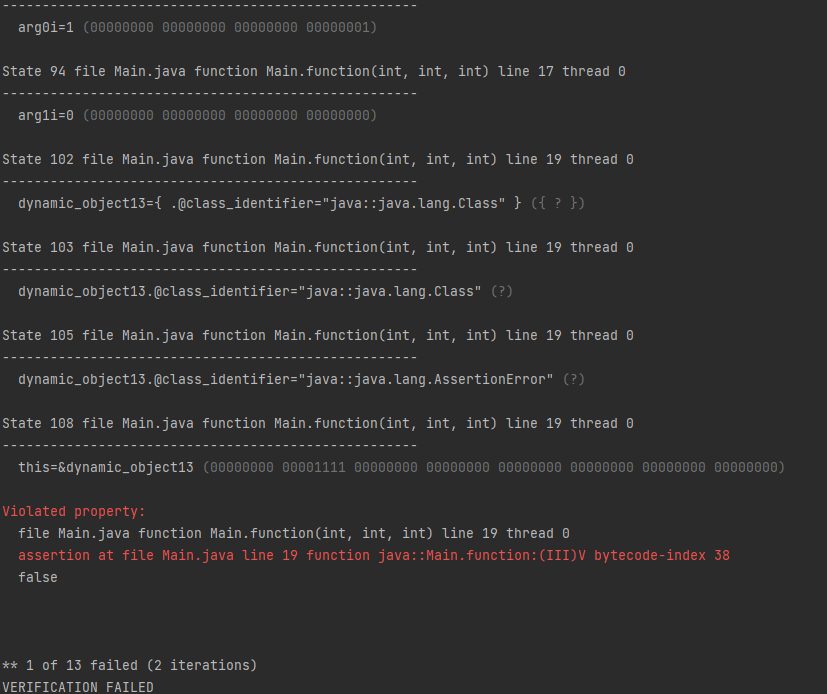 ----------------------------------------------------
arg0i=1 (00000000 00000000 00000000 00000001)
State 94 file Main.java function Main.function(int, int, int) line 17 thread 0
----------------------------------------------------
arg1i=0 (00000000 00000000 00000000 00000000)
State 102 file Main.java function Main.function(int, int, int) line 19 thread 0
----------------------------------------------------
dynamic_object13={ .@class_identifier="java::java.lang.Class" } ({ ? })
State 103 file Main.java function Main.function(int, int, int) line 19 thread 0
----------------------------------------------------
dynamic_object13.@class_identifier="java::java.lang.Class" (?)
State 105 file Main.java function Main.function(int, int, int) line 19 thread 0
----------------------------------------------------
dynamic_object13.@class_identifier="java::java.lang.AssertionError" (?)
State 108 file Main.java function Main.function(int, int, int) line 19 thread 0
----------------------------------------------------
this=&dynamic_object13 (00000000 00001111 00000000 00000000 00000000 00000000 00000000 00000000)
Violated property:
file Main.java function Main.function(int, int, int) line 19 thread 0
assertion at file Main.java line 19 function java::Main.function:(III)V bytecode-index 38
false
** 1 of 13 failed (2 iterations)
VERIFICATION FAILED